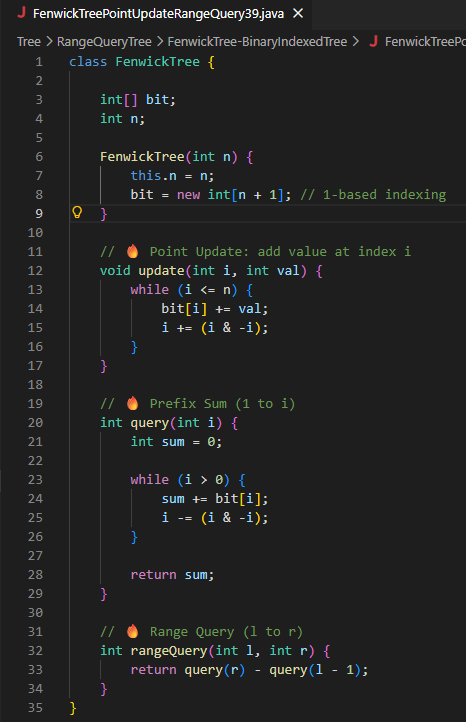 J FenwickTreePointUpdateRangeQuery39.java ×
Tree > RangeQueryTree > FenwickTree-BinaryIndexedTree > J FenwickTreePo
1 class FenwickTree {
2
3     int[] bit;
4     int n;
5
6     FenwickTree(int n) {
7         this.n = n;
8         bit = new int[n + 1]; // 1-based indexing
9     }
10
11     // 🔥 Point Update: add value at index i
12     void update(int i, int val) {
13         while (i <= n) {
14             bit[i] += val;
15             i += (i & -i);
16         }
17     }
18
19     // 🔥 Prefix Sum (1 to i)
20     int query(int i) {
21         int sum = 0;
22
23         while (i > 0) {
24             sum += bit[i];
25             i -= (i & -i);
26         }
27
28         return sum;
29     }
30
31     // 🔥 Range Query (l to r)
32     int rangeQuery(int l, int r) {
33         return query(r) - query(l - 1);
34     }
35 }